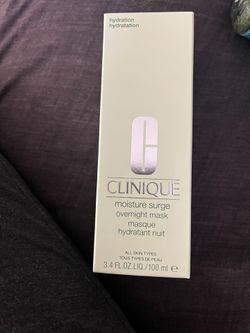 hydration
hydratation
CLINIQUE
moisture surge
overnight mask
masque
hydratant nuit
ALL SKIN TYPES
TOUS TYPES DE PEAU
3.4 FL.OZ.LIQ./100 ml e